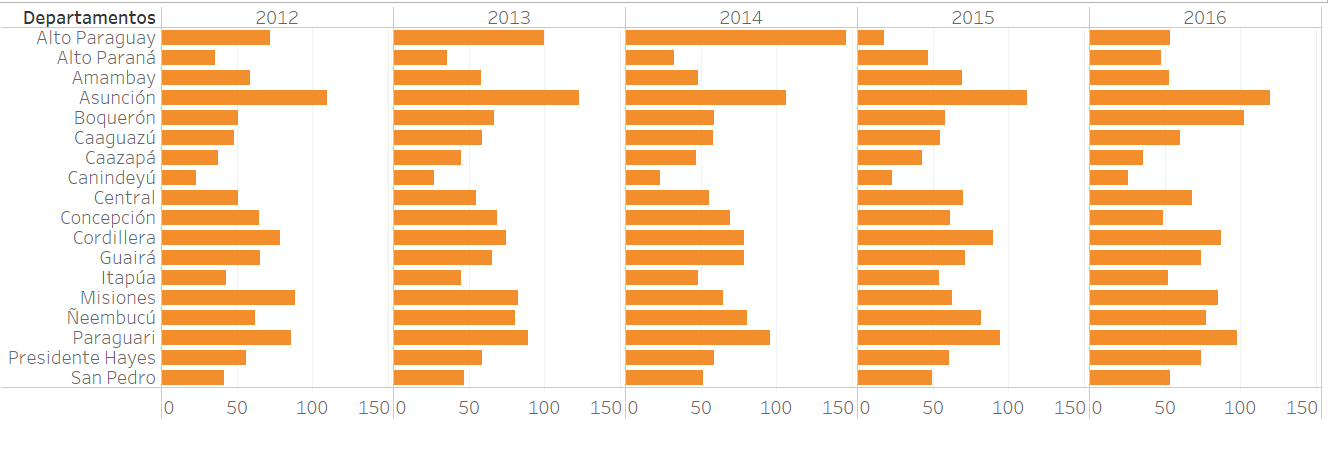 Departamentos 2012 2013 2014 2015 2016
Alto Paraguay
Alto Paraná
Amambay
Asunción
Boquerón
Caaguazú
Caazapá
Canindeyú
Central
Concepción
Cordillera
Guairá
Itapúa
Misiones
Ñeembucú
Paraguari
Presidente Hayes
San Pedro
0 50 100 150 0 50 100 150 0 50 100 150 0 50 100 150 0 50 100 150